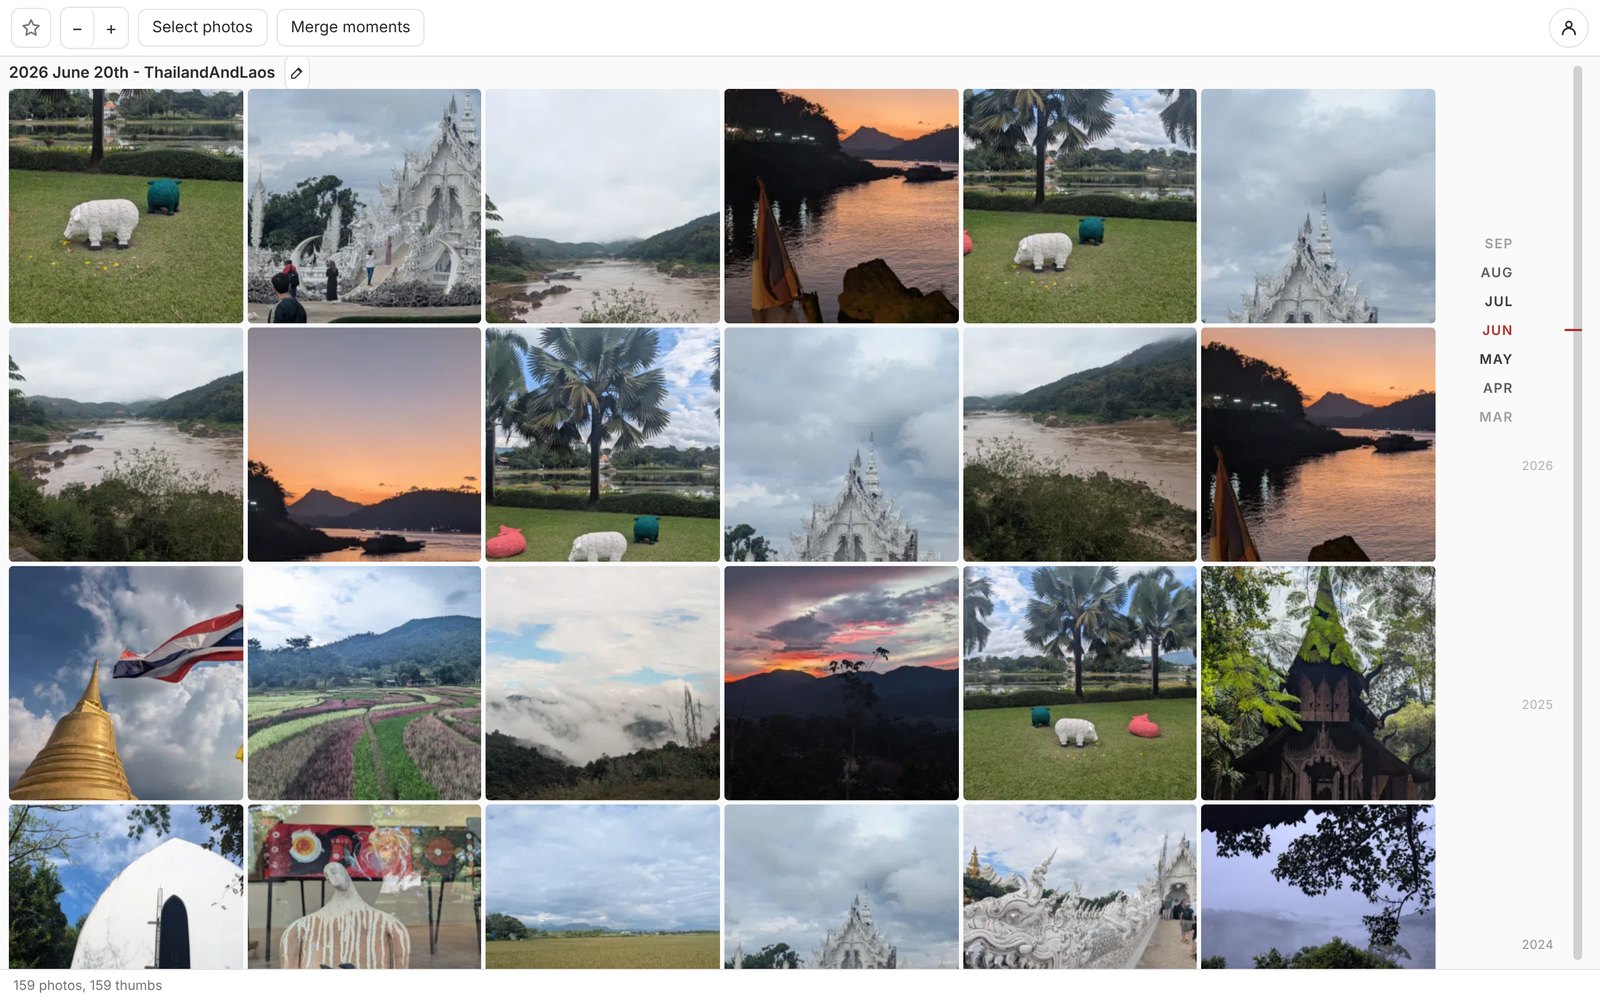 − + Select photos Merge moments
2026 June 20th - ThailandAndLaos
SEP
AUG
JUL
JUN
MAY
APR
MAR
2026
2025
2024
159 photos, 159 thumbs